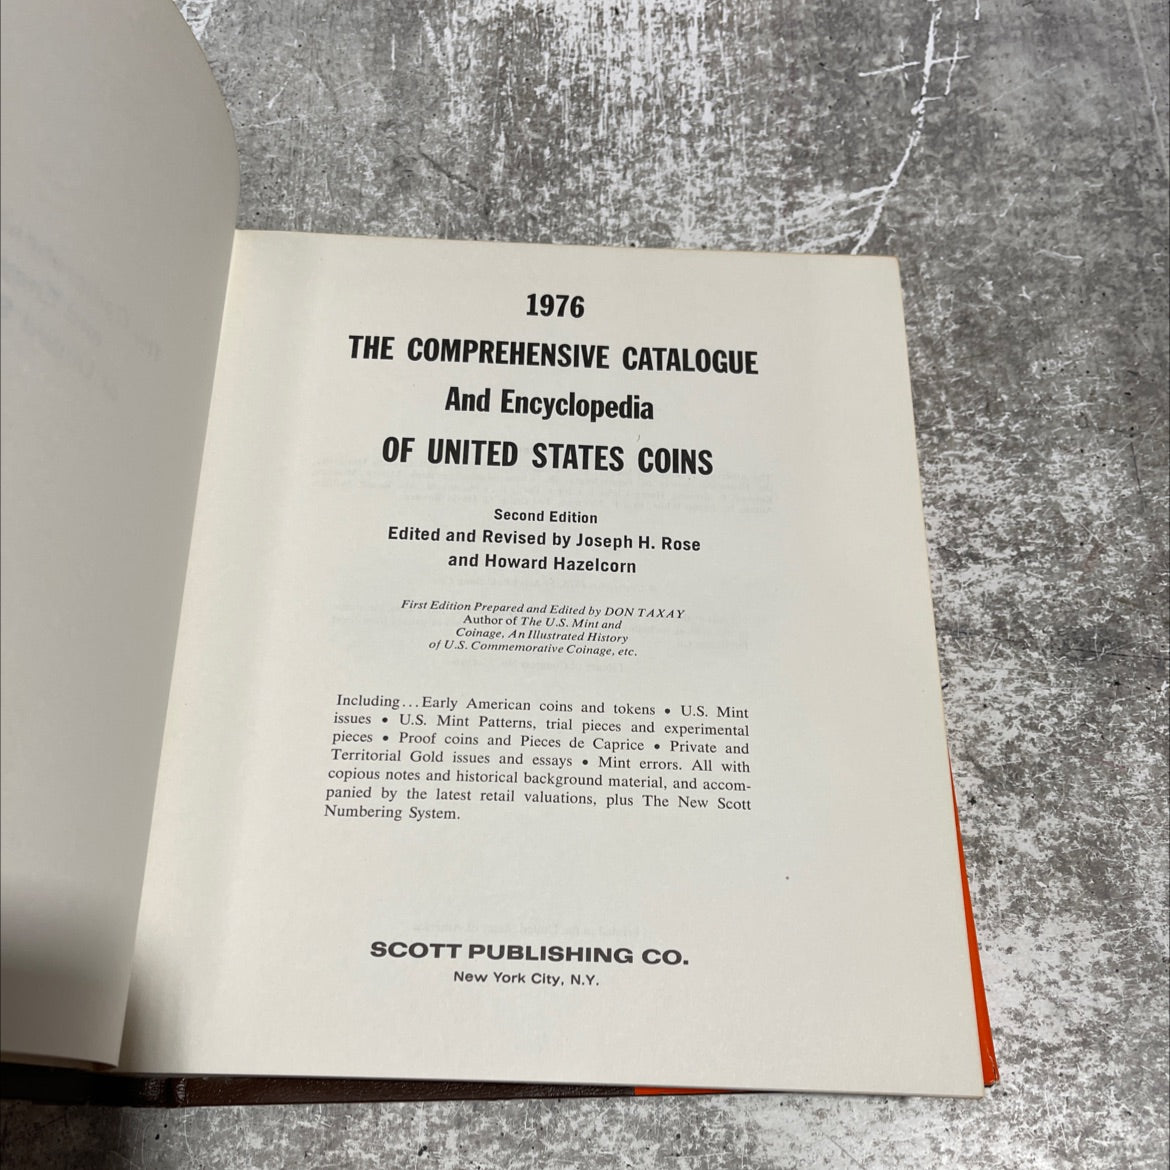 1976
THE COMPREHENSIVE CATALOGUE
And Encyclopedia
OF UNITED STATES COINS
Second Edition
Edited and Revised by Joseph H. Rose
and Howard Hazelcorn
First Edition Prepared and Edited by DON TAXAY
Author of The U.S. Mint and
Coinage, An Illustrated History
of U.S. Commemorative Coinage, etc.
Including...Early American coins and tokens • U.S. Mint
issues • U.S. Mint Patterns, trial pieces and experimental
pieces • Proof coins and Pieces de Caprice • Private and
Territorial Gold issues and essays • Mint errors. All with
copious notes and historical background material, and accom-
panied by the latest retail valuations, plus The New Scott
Numbering System.
SCOTT PUBLISHING CO.
New York City, N.Y.